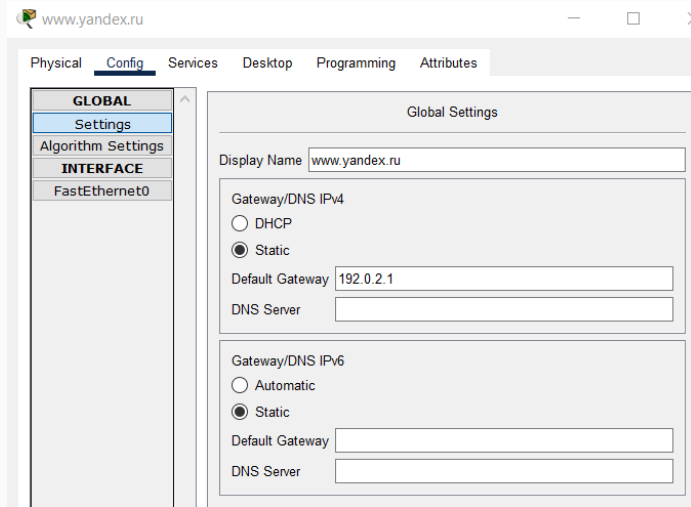 www.yandex.ru
Physical Config Services Desktop Programming Attributes
GLOBAL
Settings
Algorithm Settings
INTERFACE
FastEthernet0
Global Settings
Display Name www.yandex.ru
Gateway/DNS IPv4
DHCP
Static
Default Gateway 192.0.2.1
DNS Server
Gateway/DNS IPv6
Automatic
Static
Default Gateway
DNS Server